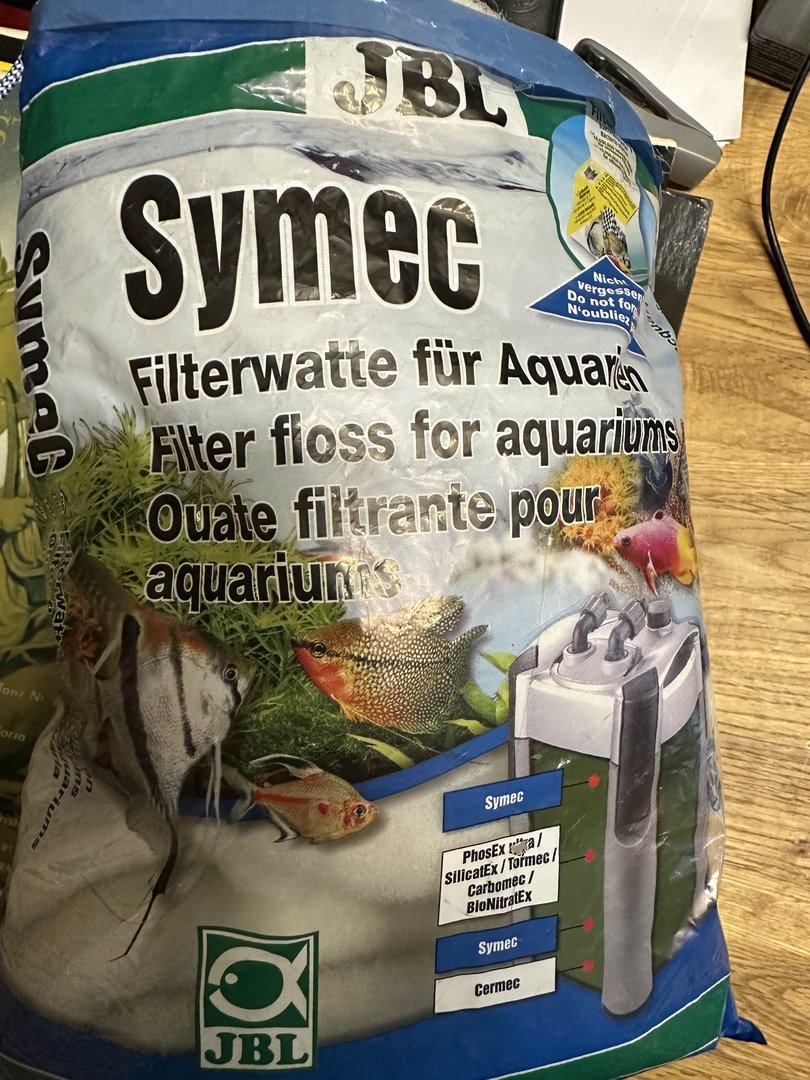 JBL
Symec
Symec
Nicht
vergessen
Do not
N'oubliez
Filterwatte für Aquarien
Filter floss for aquariums
Ouate filtrante pour
aquariums
Symec
PhosEx ultra /
SilicatEx / Tormec /
Carbomec /
BioNitratEx
Symec
Cermec
JBL